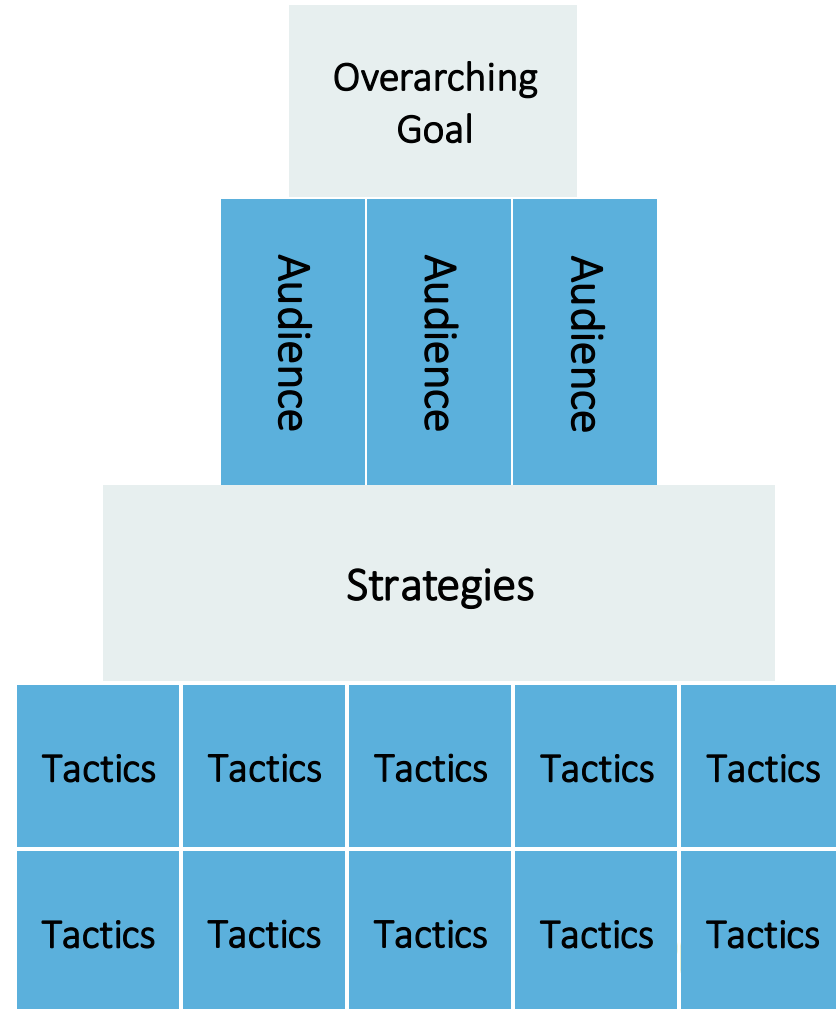 Overarching
Goal
Audience
Audience
Audience
Strategies
Tactics
Tactics
Tactics
Tactics
Tactics
Tactics
Tactics
Tactics
Tactics
Tactics